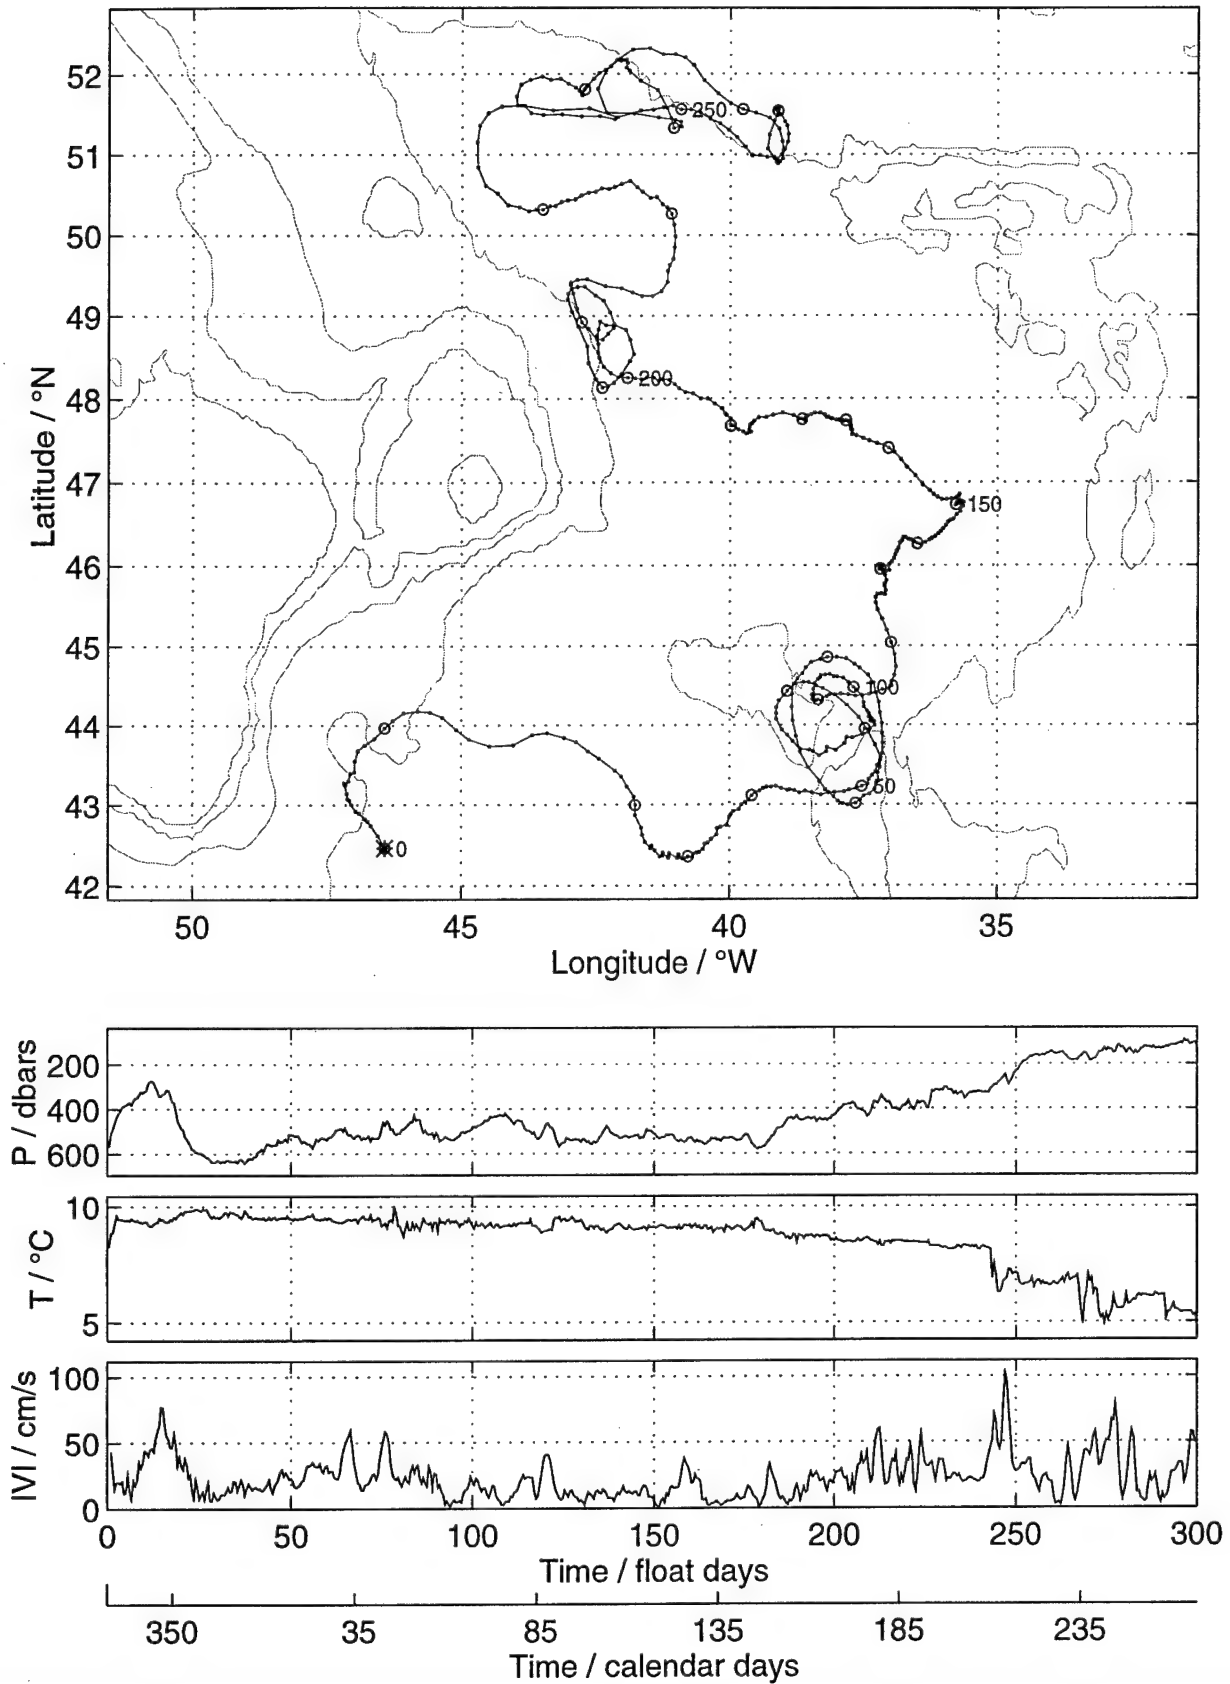 52
51
50
49
48
47
46
45
44
43
42
Latitude / °N
250
200
150
100
50
0
50 45 40 35
Longitude / °W
200
400
600
P / dbars
10
5
T / °C
100
50
0
IVI / cm/s
0 50 100 150 200 250 300
Time / float days
350 35 85 135 185 235
Time / calendar days